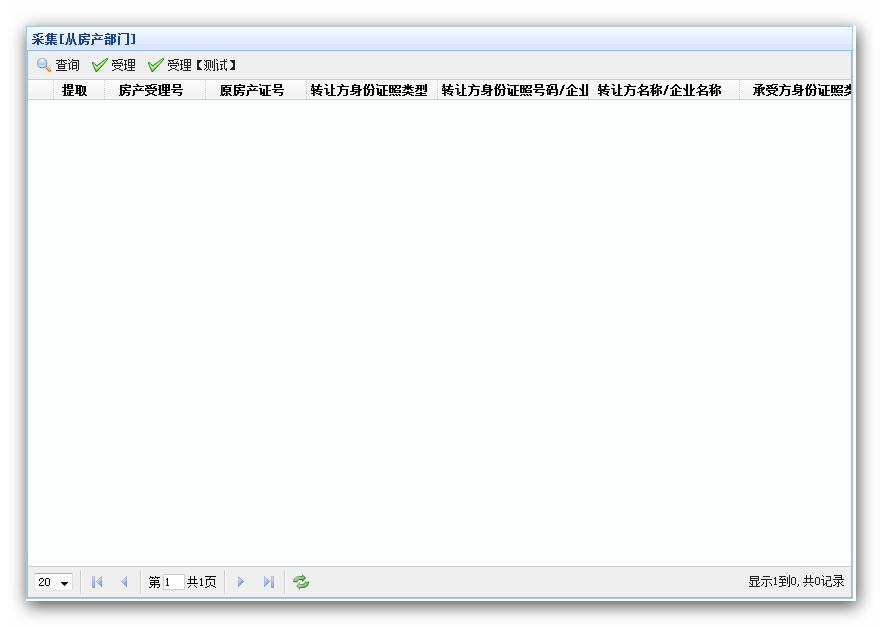 采集[从房产部门]
查询 受理 受理【测试】
提取 房产受理号 原房产证号 转让方身份证照类型 转让方身份证照号码/企业 转让方名称/企业名称 承受方身份证照类
20 第 1 共1页 显示1到0, 共0记录